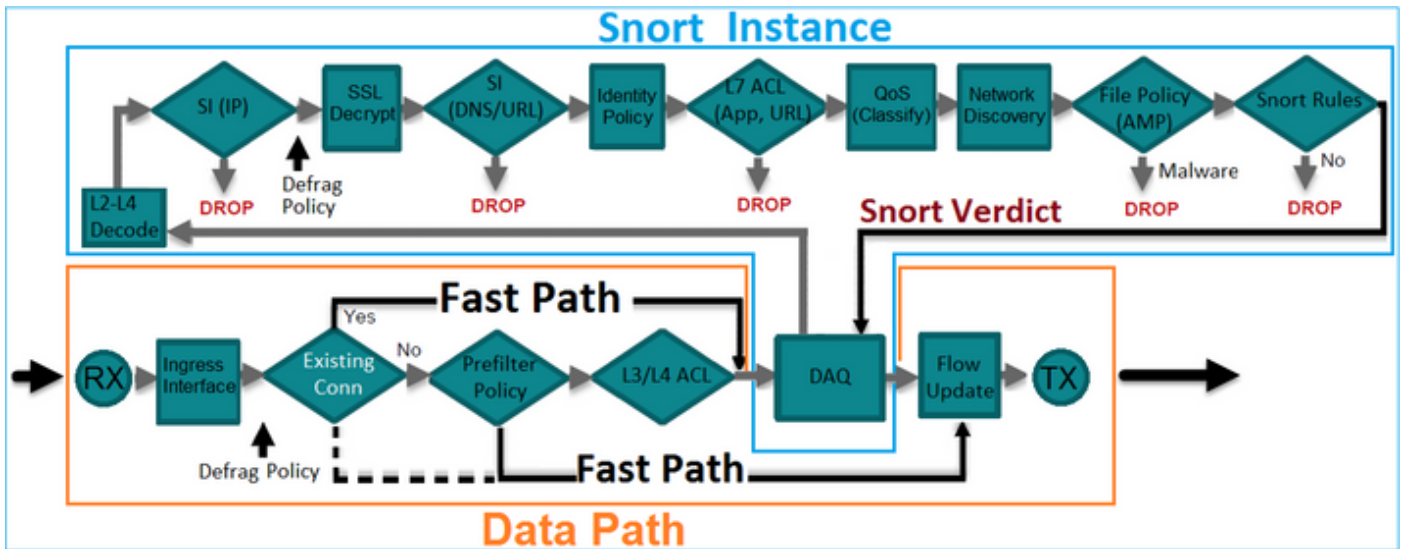 Snort Instance
SI (IP)
SSL
Decrypt
SI
(DNS/URL)
Identity
Policy
L7 ACL
(App, URL)
QoS
(Classify)
Network
Discovery
File Policy
(AMP)
Snort Rules
Defrag
Policy
Malware
No
L2-L4
Decode
DROP
DROP
DROP
DROP
DROP
Snort Verdict
Fast Path
Yes
No
RX
Ingress
Interface
Existing
Conn
Prefilter
Policy
L3/L4 ACL
DAQ
Flow
Update
TX
Defrag Policy
Fast Path
Data Path